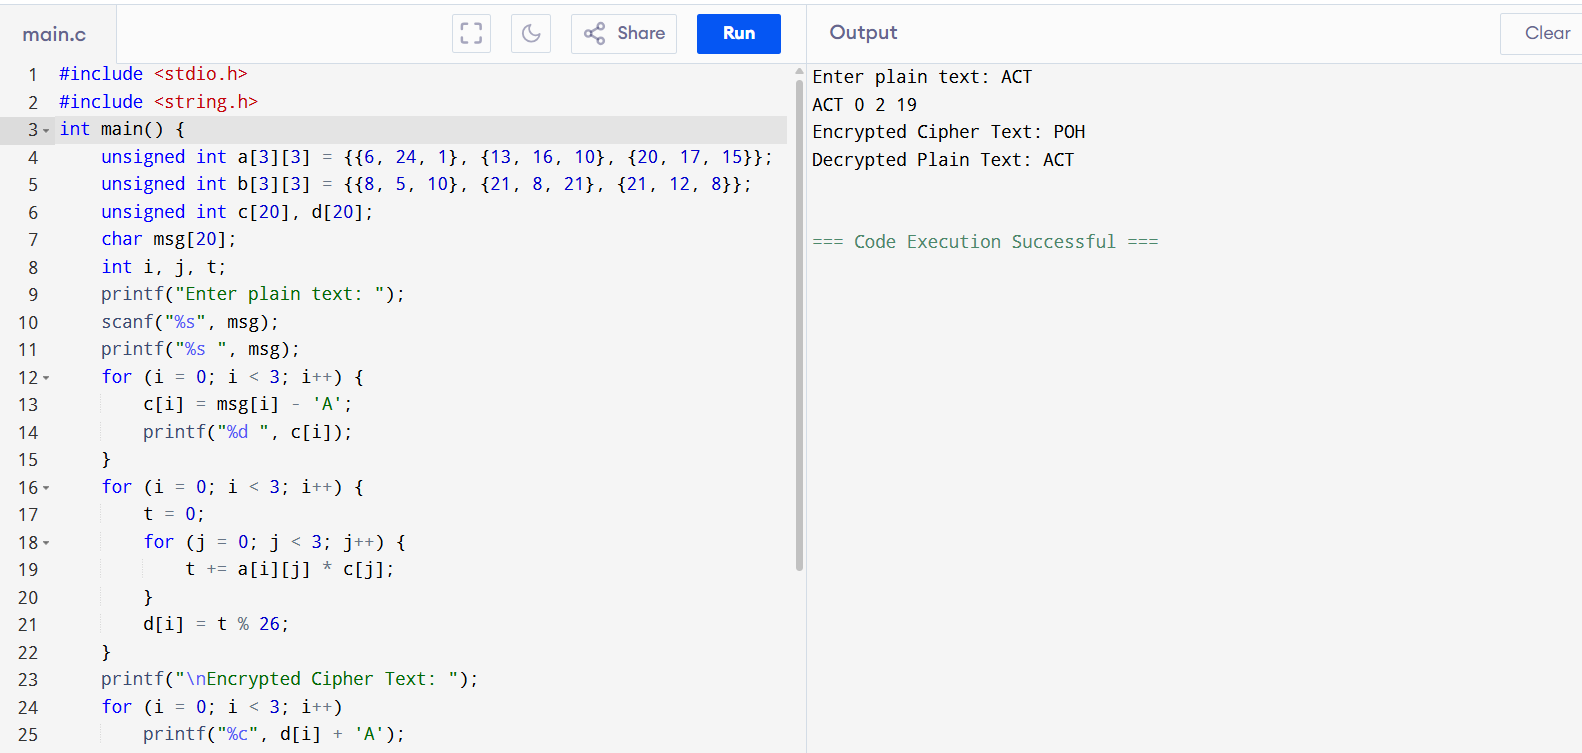 main.c
Share
Run
Output
Clear
1 #include <stdio.h>
2 #include <string.h>
3 int main() {
4 unsigned int a[3][3] = {{6, 24, 1}, {13, 16, 10}, {20, 17, 15}};
5 unsigned int b[3][3] = {{8, 5, 10}, {21, 8, 21}, {21, 12, 8}};
6 unsigned int c[20], d[20];
7 char msg[20];
8 int i, j, t;
9 printf("Enter plain text: ");
10 scanf("%s", msg);
11 printf("%s ", msg);
12 for (i = 0; i < 3; i++) {
13 c[i] = msg[i] - 'A';
14 printf("%d ", c[i]);
15 }
16 for (i = 0; i < 3; i++) {
17 t = 0;
18 for (j = 0; j < 3; j++) {
19 t += a[i][j] * c[j];
20 }
21 d[i] = t % 26;
22 }
23 printf("\nEncrypted Cipher Text: ");
24 for (i = 0; i < 3; i++)
25 printf("%c", d[i] + 'A');
Enter plain text: ACT
ACT 0 2 19
Encrypted Cipher Text: POH
Decrypted Plain Text: ACT
=== Code Execution Successful ===